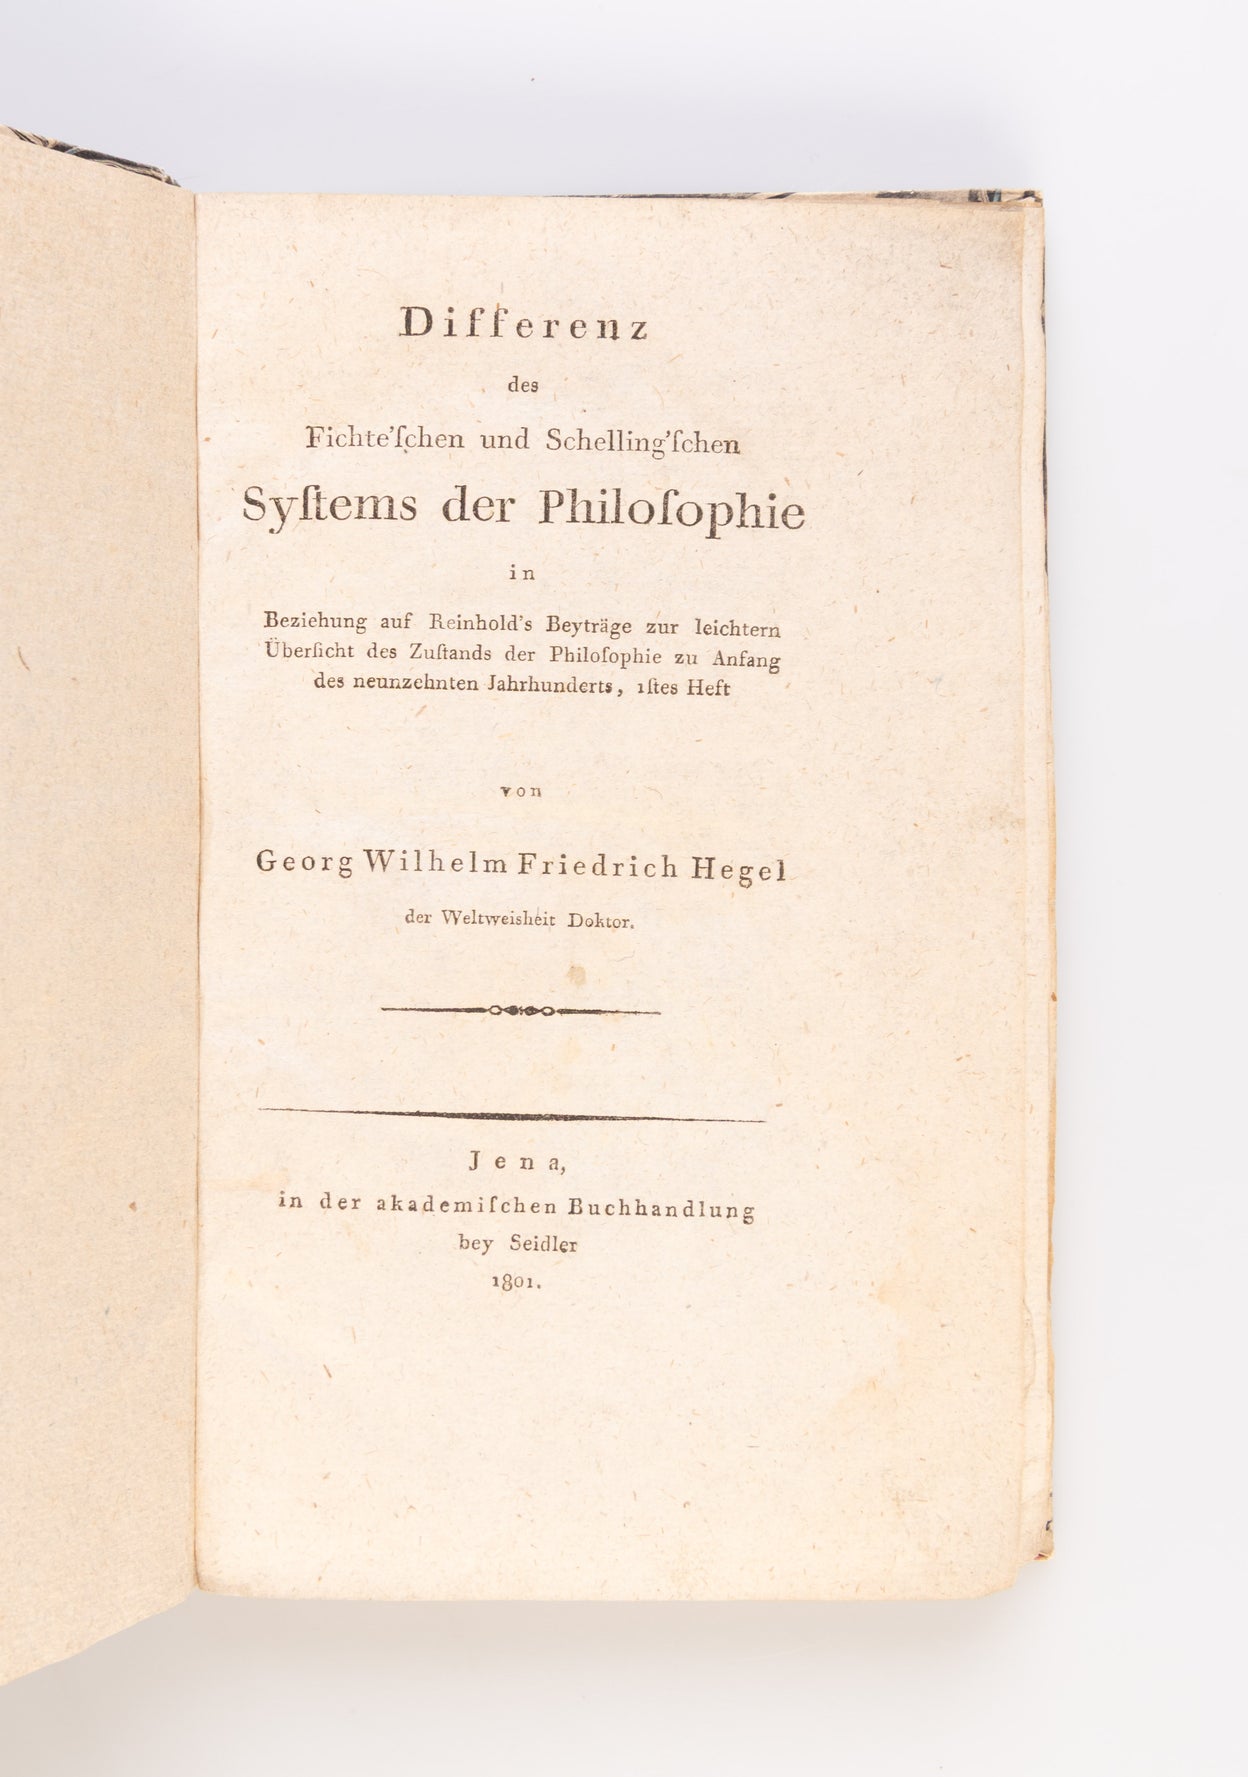 Differenz
des
Fichte'ſchen und Schelling'ſchen
Syſtems der Philoſophie
in
Beziehung auf Reinhold's Beyträge zur leichtern
Überſicht des Zuſtands der Philoſophie zu Anfang
des neunzehnten Jahrhunderts, 1ſtes Heft
von
Georg Wilhelm Friedrich Hegel
der Weltweisheit Doktor.
Jena,
in der akademiſchen Buchhandlung
bey Seidler
1801.